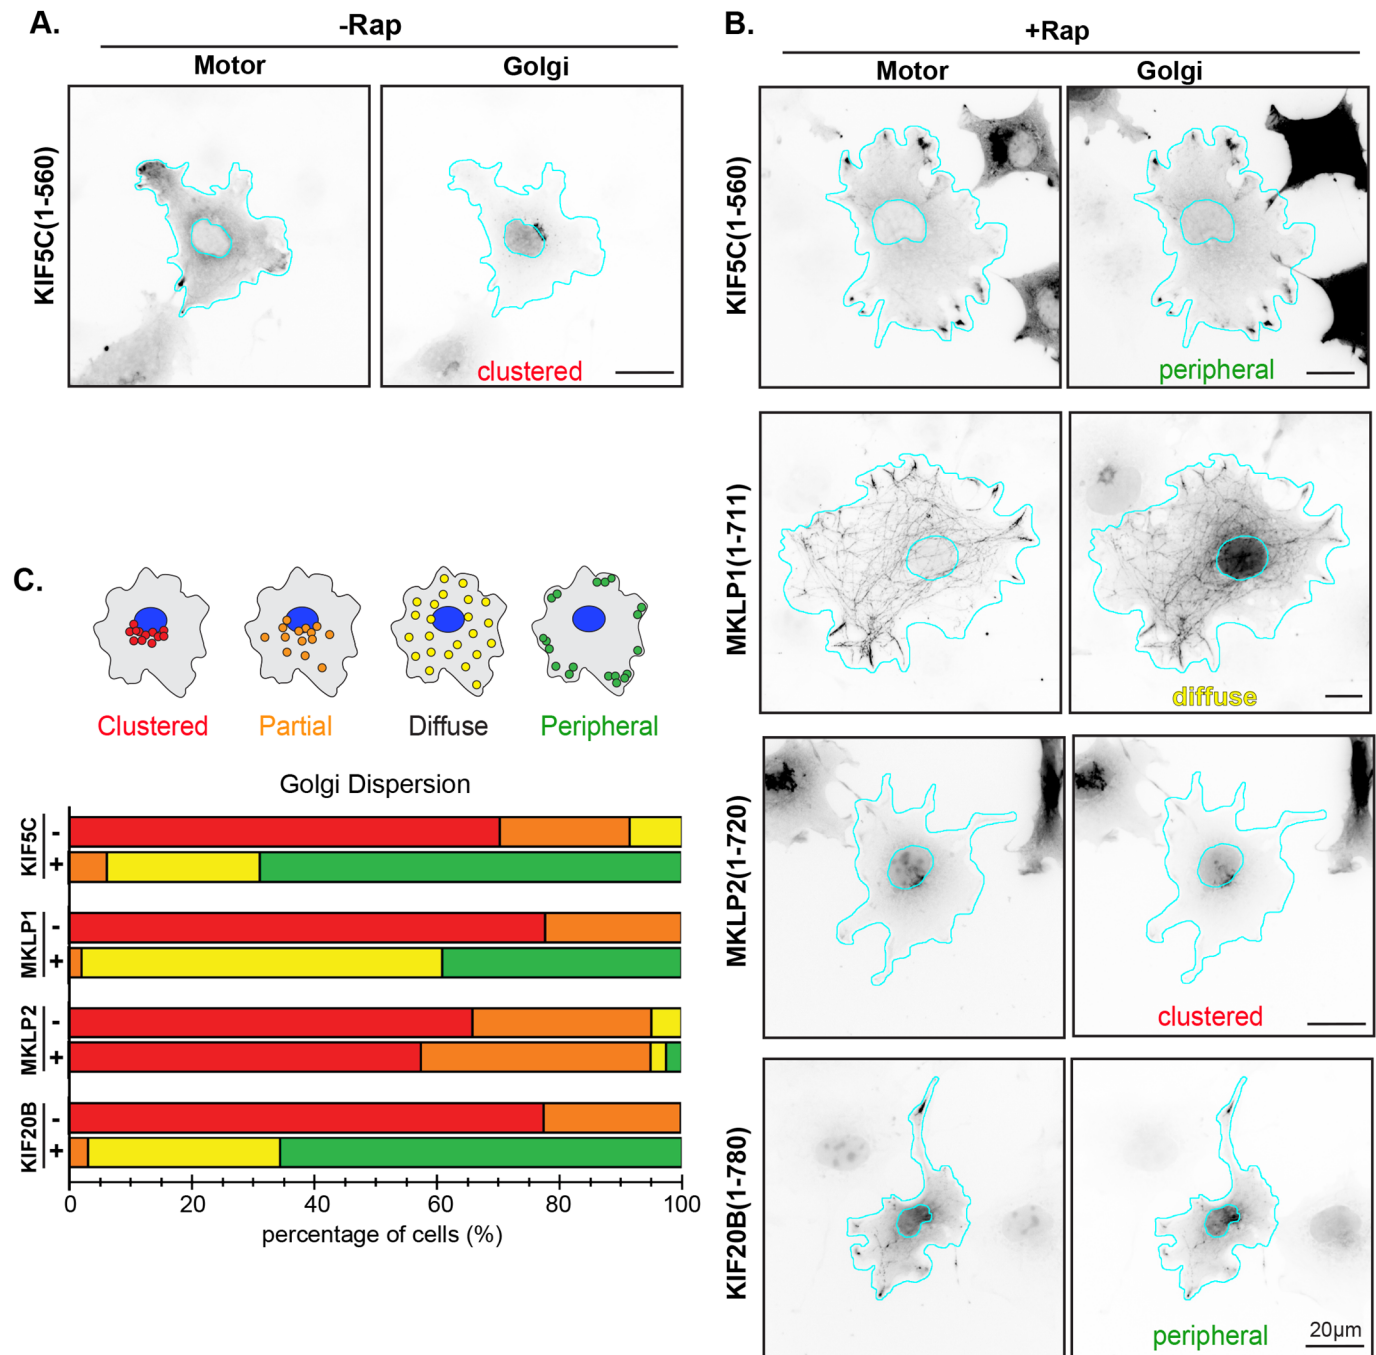 A.
-Rap
Motor Golgi
KIF5C(1-560)
clustered
B.
+Rap
Motor Golgi
KIF5C(1-560)
peripheral
MKLP1(1-711)
diffuse
MKLP2(1-720)
clustered
KIF20B(1-780)
peripheral
20µm
C.
Clustered Partial Diffuse Peripheral
Golgi Dispersion
KIF5C
-
+
MKLP1
-
+
MKLP2
-
+
KIF20B
-
+
0 20 40 60 80 100
percentage of cells (%)